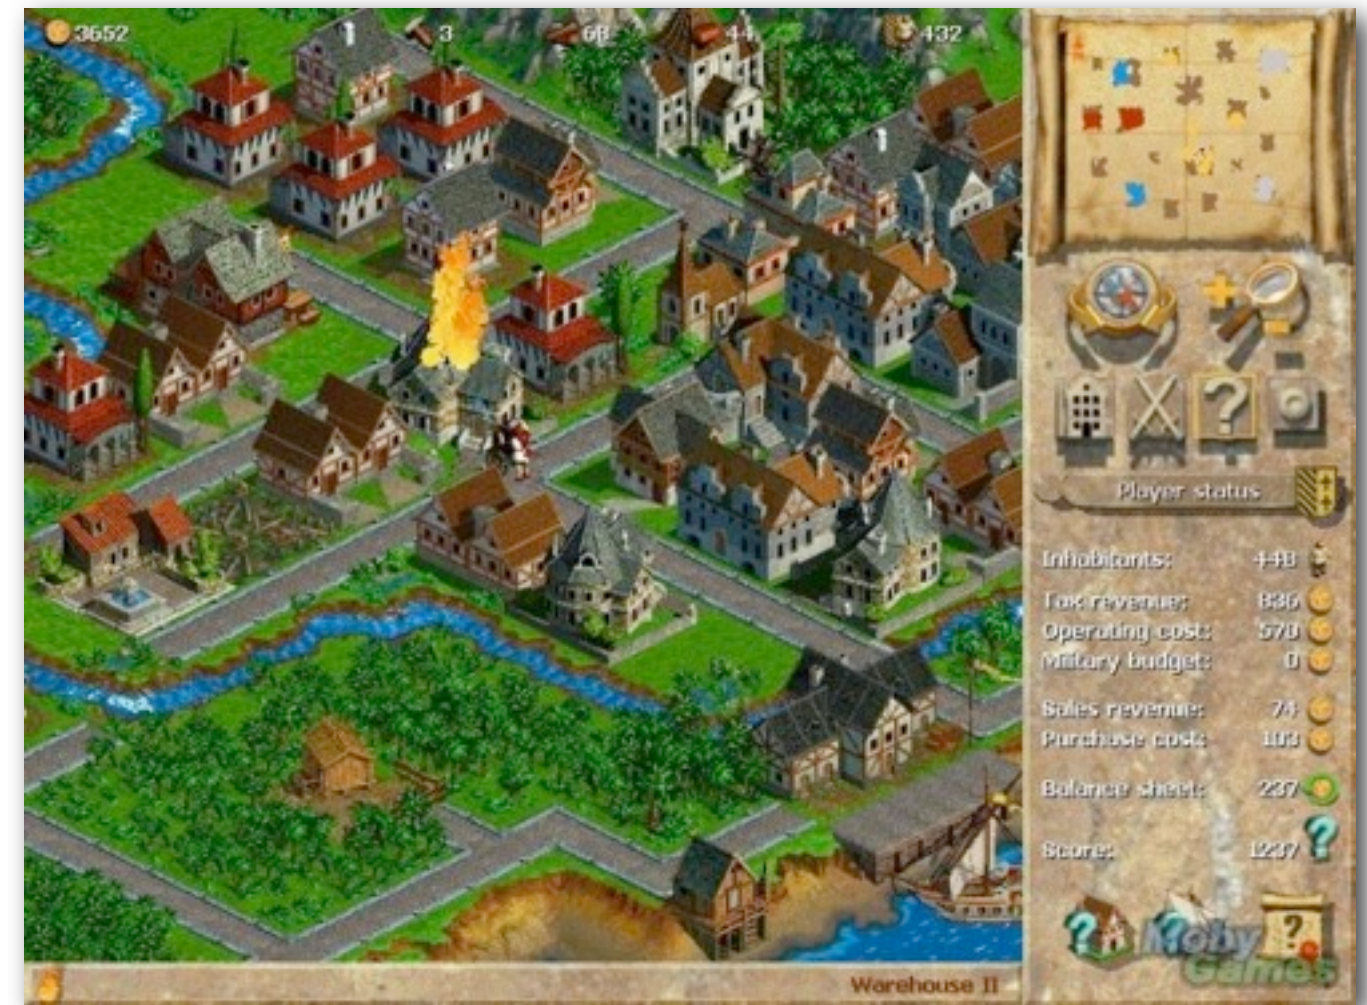 3652 3 68 44 432
Player status
Inhabitants: 448
Tax revenue: 836
Operating cost: 570
Military budget: 0
Sales revenue: 74
Purchase cost: 103
Balance sheet: 237
Score: 1237
Moby
Games
Warehouse II